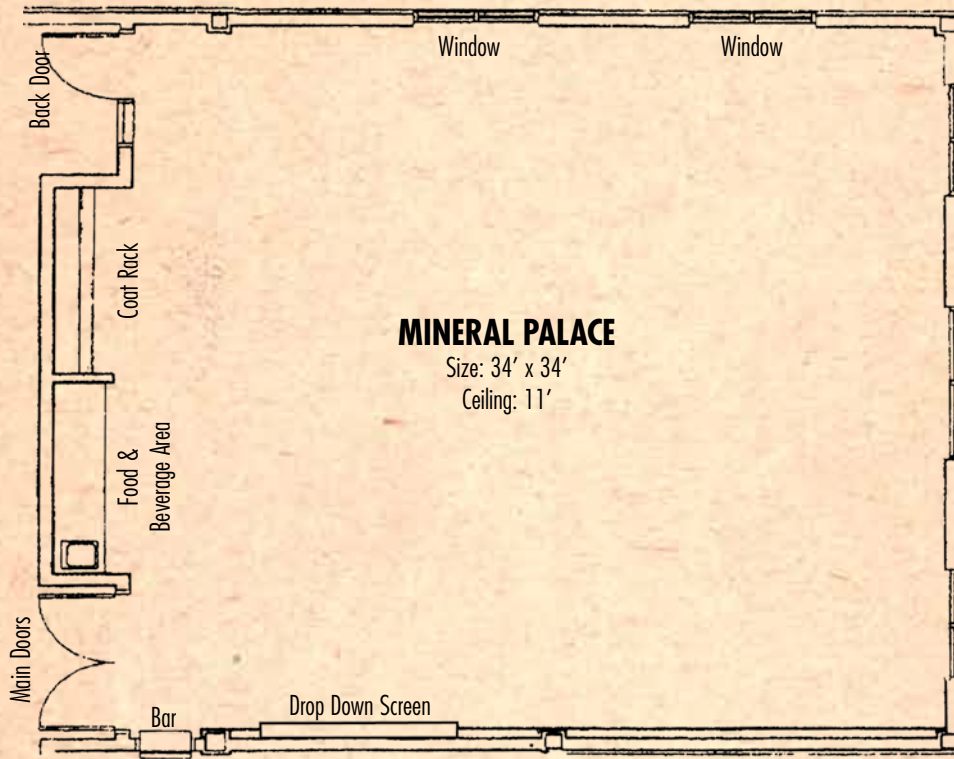 Window
Window
Back Door
Coat Rack
MINERAL PALACE
Size: 34’ x 34’
Ceiling: 11’
Food &
Beverage Area
Main Doors
Bar
Drop Down Screen